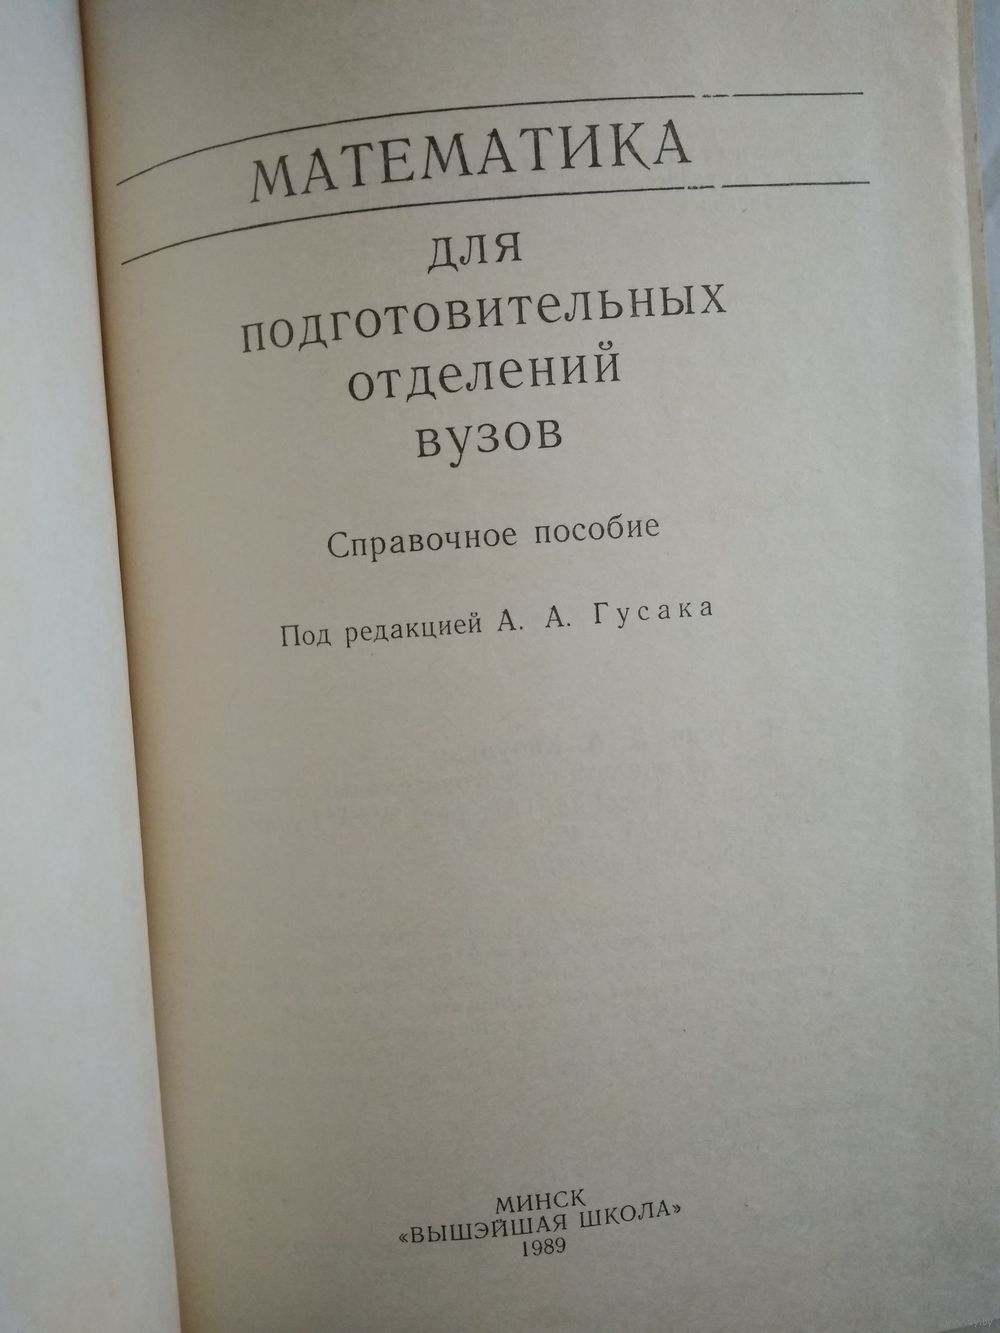 МАТЕМАТИКА
для
подготовительных
отделений
вузов
Справочное пособие
Под редакцией А. А. Гусака
МИНСК
«ВЫШЭЙШАЯ ШКОЛА»
1989